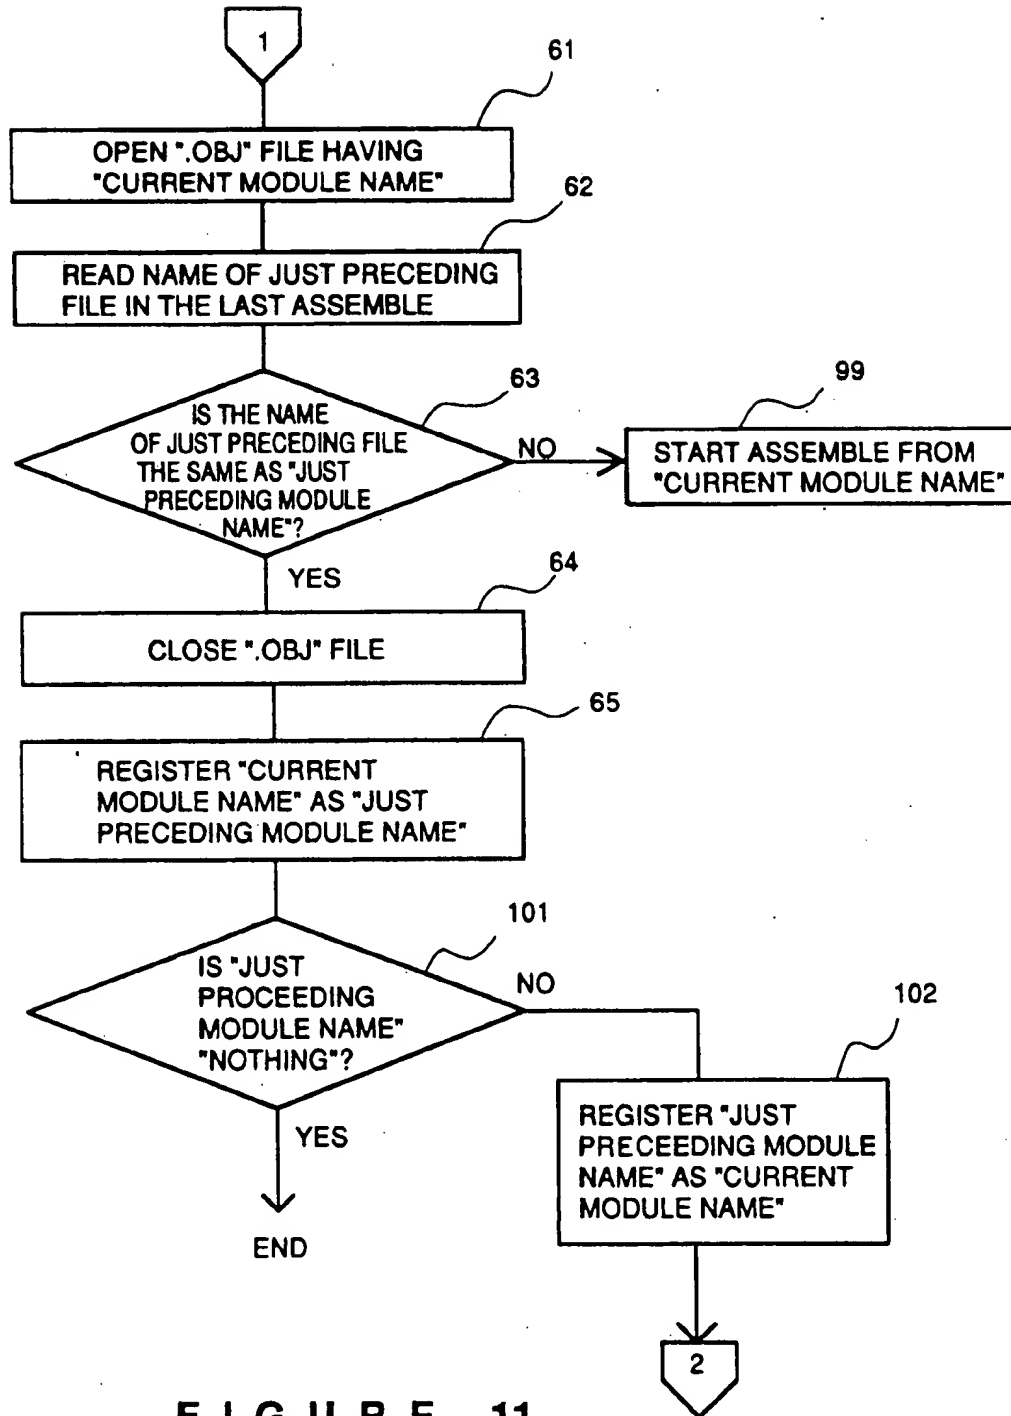 1
61
OPEN ".OBJ" FILE HAVING
"CURRENT MODULE NAME"
62
READ NAME OF JUST PRECEDING
FILE IN THE LAST ASSEMBLE
63
IS THE NAME
OF JUST PRECEDING FILE
THE SAME AS "JUST
PRECEDING MODULE
NAME"?
NO
99
START ASSEMBLE FROM
"CURRENT MODULE NAME"
YES
64
CLOSE ".OBJ" FILE
65
REGISTER "CURRENT
MODULE NAME" AS "JUST
PRECEDING MODULE NAME"
101
IS "JUST
PROCEEDING
MODULE NAME"
"NOTHING"?
NO
102
YES
REGISTER "JUST
PRECEEDING MODULE
NAME" AS "CURRENT
MODULE NAME"
END
2
FIGURE 11